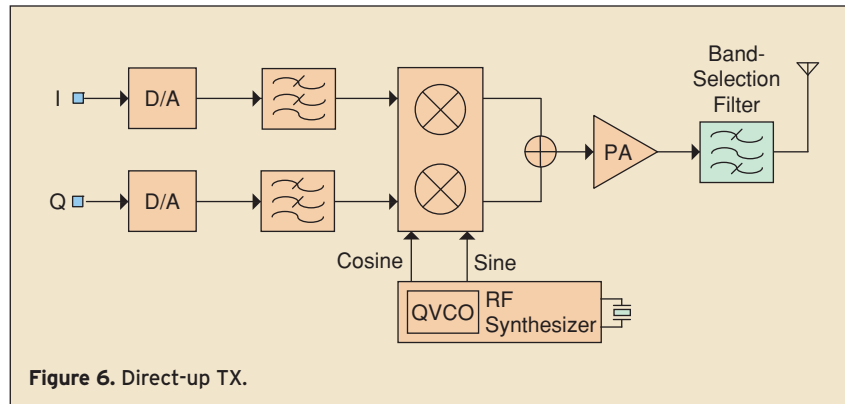 Band-
Selection
Filter
I
D/A
PA
Q
D/A
Cosine
Sine
QVCO
RF
Synthesizer
Figure 6. Direct-up TX.